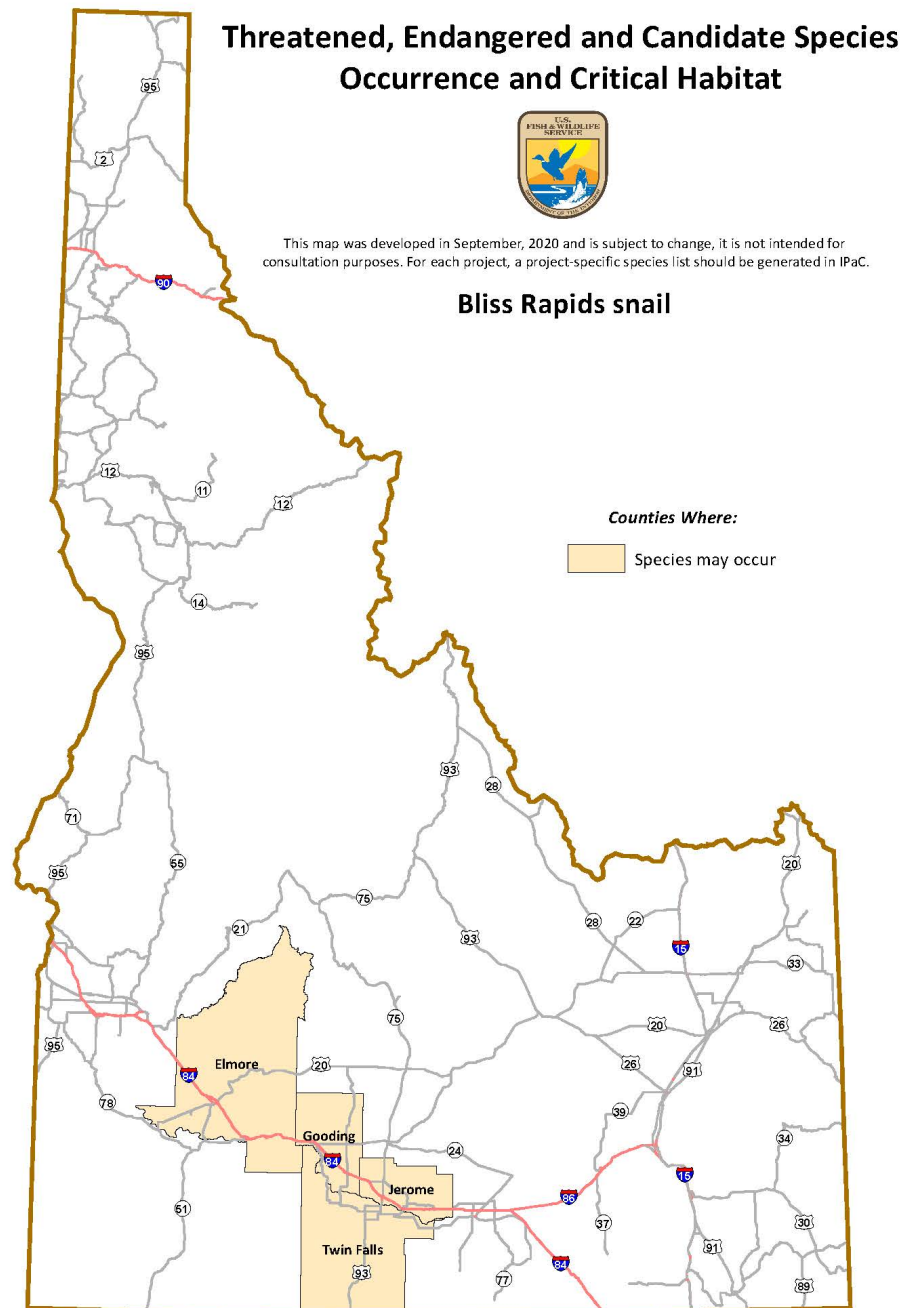 Threatened, Endangered and Candidate Species
Occurrence and Critical Habitat
U.S.
FISH & WILDLIFE
SERVICE
DEPARTMENT OF THE INTERIOR
This map was developed in September, 2020 and is subject to change, it is not intended for
consultation purposes. For each project, a project-specific species list should be generated in IPaC.
Bliss Rapids snail
95
2
90
12
11
12
Counties Where:
Species may occur
14
95
93
28
71
55
95
20
75
21
28
22
93
15
33
75
20
26
95
Elmore
20
26
91
84
78
39
Gooding
34
24
84
15
Jerome
86
51
37
30
Twin Falls
91
93
84
77
89